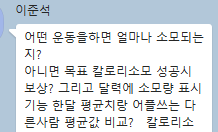 이준석
어떤 운동을하면 얼마나 소모되는
지?
아니면 목표 칼로리소모 성공시
보상? 그리고 달력에 소모량 표시
기능 한달 평균치랑 어플쓰는 다
른사람 평균값 비교?   칼로리소